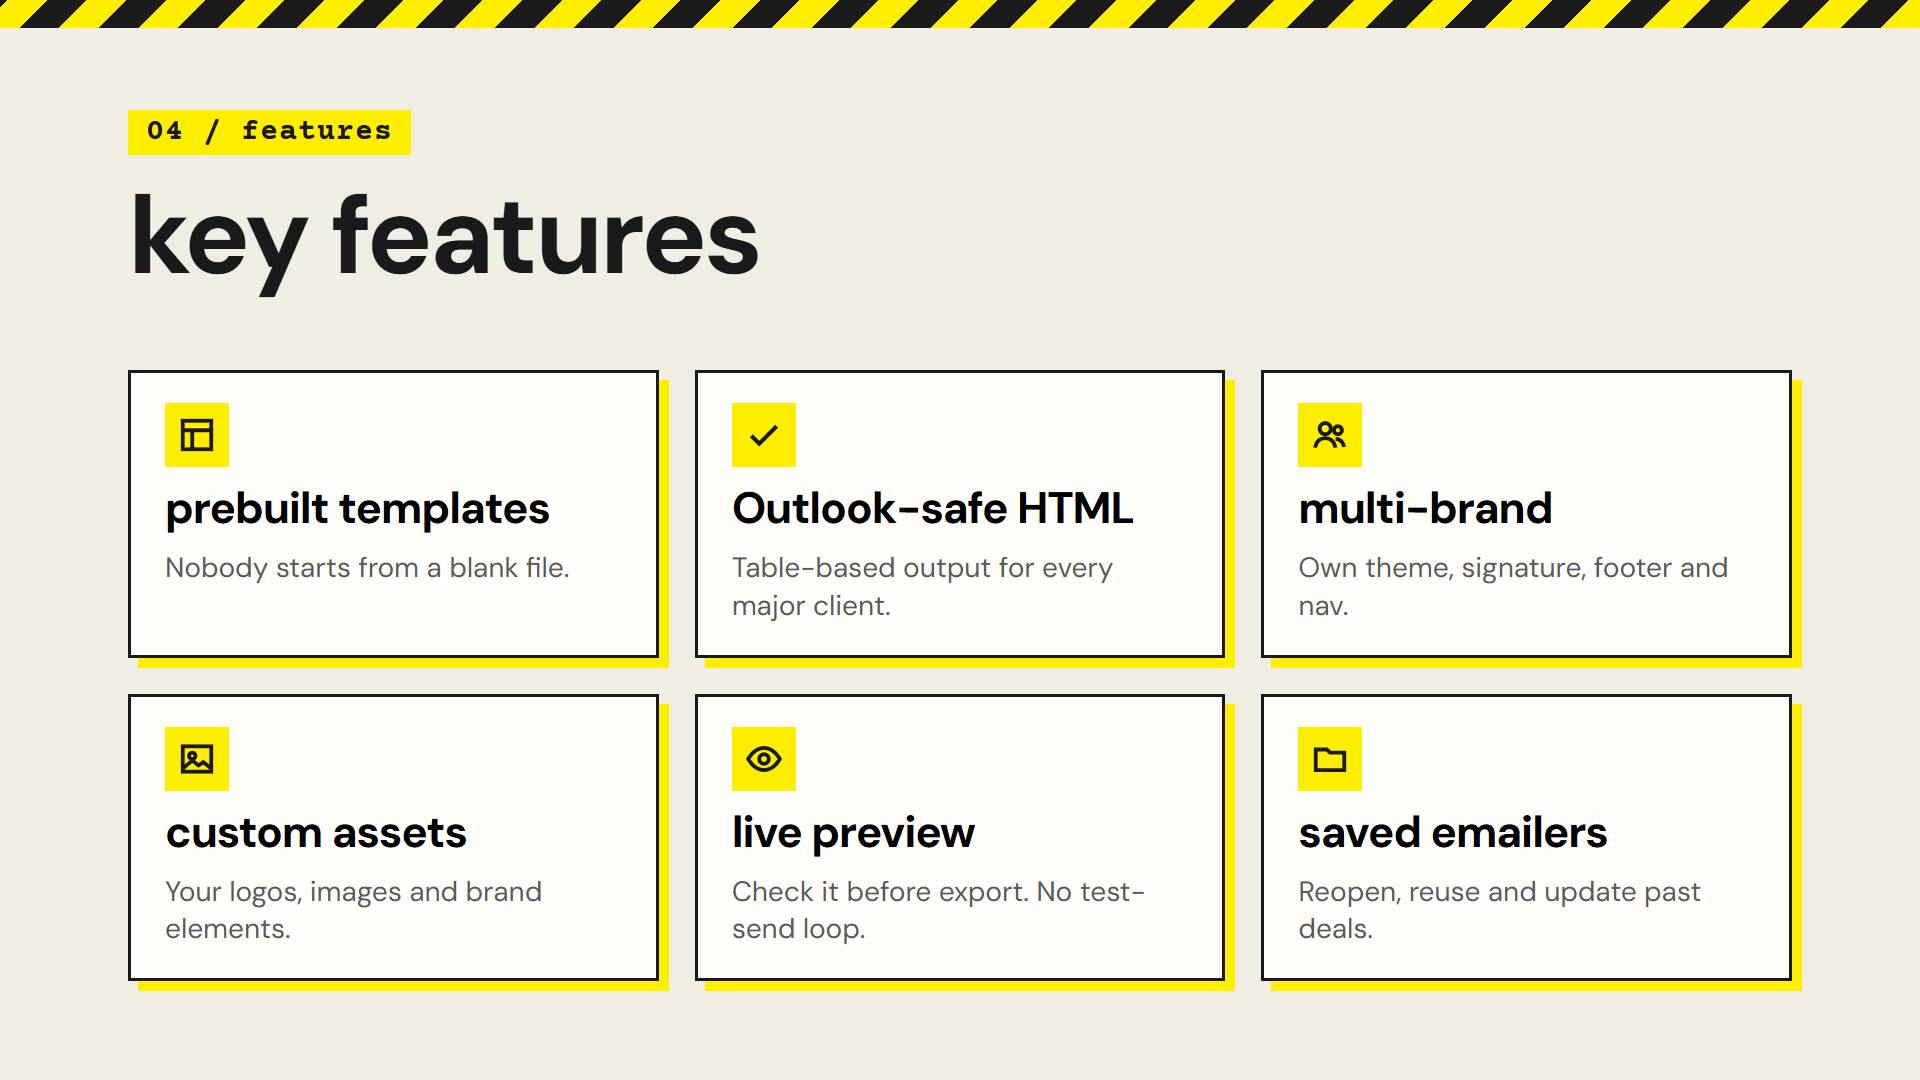 04 / features
key features
prebuilt templates
Nobody starts from a blank file.
Outlook-safe HTML
Table-based output for every
major client.
multi-brand
Own theme, signature, footer and
nav.
custom assets
Your logos, images and brand
elements.
live preview
Check it before export. No test-
send loop.
saved emailers
Reopen, reuse and update past
deals.